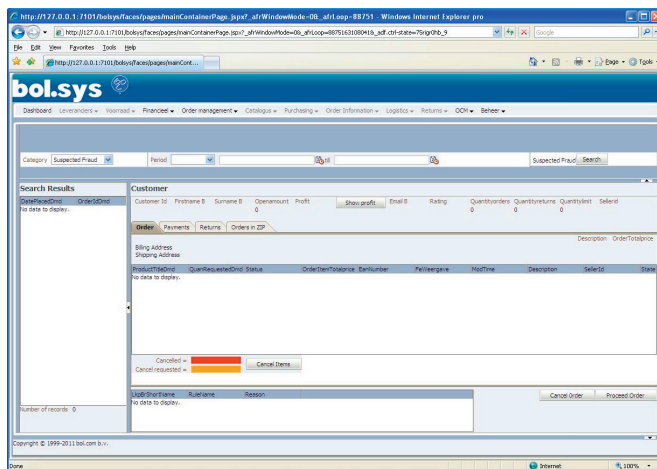 http://127.0.0.1:7101/bolsys/faces/pages/mainContainerPage.jspx?_afrWindowMode=0&_afrLoop=88751 - Windows Internet Explorer pro
http://127.0.0.1:7101/bolsys/faces/pages/mainContainerPage.jspx?_afrWindowMode=0&_afrLoop=887516310804 18&_adf.ctrl-state=75rigr0hb_9 Google
File Edit View Favorites Tools Help
http://127.0.0.1:7101/bolsys/faces/pages/mainCont... Page Tools
bol.sys
Dashboard Leveranciers Voorraad Financieel Order management Catalogus Purchasing Order Information Logistics Returns OCM Beheer
Category Suspected Fraud Period till Suspected Fraud Search
Search Results Customer
DatePlacedDmd OrderIdDmd Customer Id Firstname B Surname B Openamount Profit Show profit Email B Rating Quantityorders Quantityreturns Quantitylimit Sellerid
No data to display. 0 0 0 0
Order Payments Returns Orders in ZIP
Description OrderTotalprice
Billing Address
Shipping Address
ProductTitleDmd QuanRequestedDmd Status OrderItemTotalprice EanNumber FeWeergave ModTime Description SellerId State
No data to display.
Cancelled =
Cancel requested = Cancel Items
LkpBrShortName RuleName Reason Cancel Order Proceed Order
No data to display.
Number of records 0
Copyright © 1999-2011 bol.com b.v.
Done Internet 100%